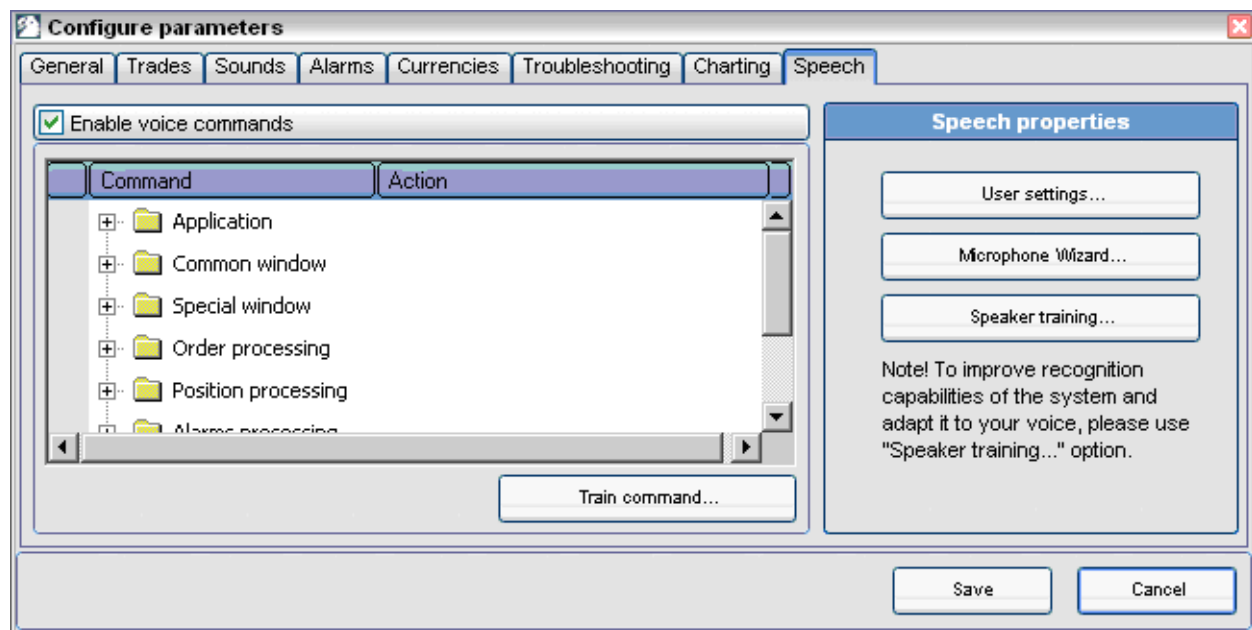 Configure parameters
General Trades Sounds Alarms Currencies Troubleshooting Charting Speech
Enable voice commands
Command Action
Application
Common window
Special window
Order processing
Position processing
Alarms processing
Train command...
Speech properties
User settings...
Microphone Wizard...
Speaker training...
Note! To improve recognition
capabilities of the system and
adapt it to your voice, please use
"Speaker training..." option.
Save Cancel